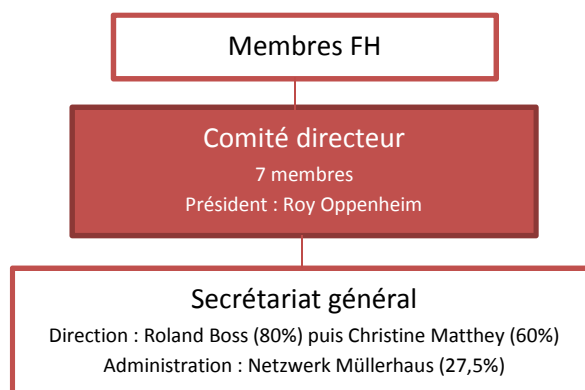 Membres FH
Comité directeur
7 membres
Président : Roy Oppenheim
Secrétariat général
Direction : Roland Boss (80%) puis Christine Matthey (60%)
Administration : Netzwerk Müllerhaus (27,5%)